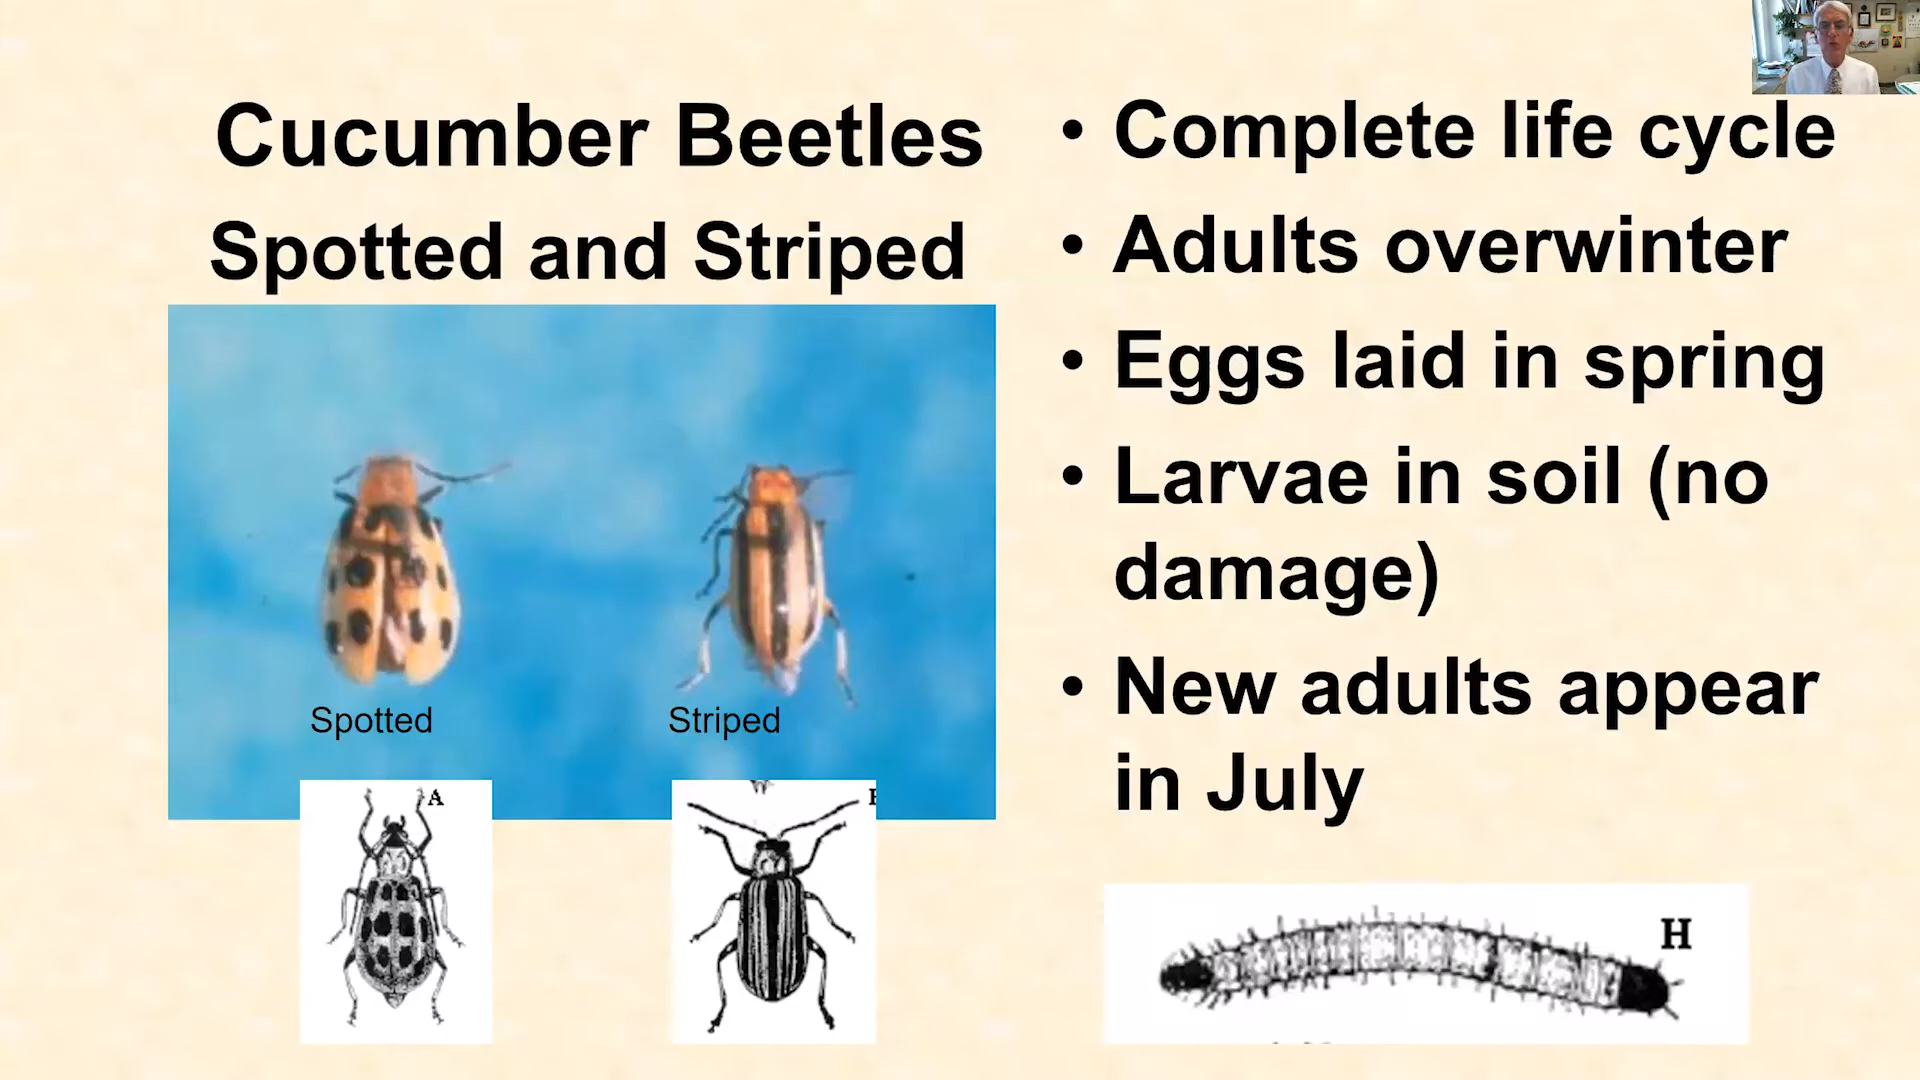 Cucumber Beetles
Spotted and Striped
Spotted
Striped
A
• Complete life cycle
• Adults overwinter
• Eggs laid in spring
• Larvae in soil (no
damage)
• New adults appear
in July
H